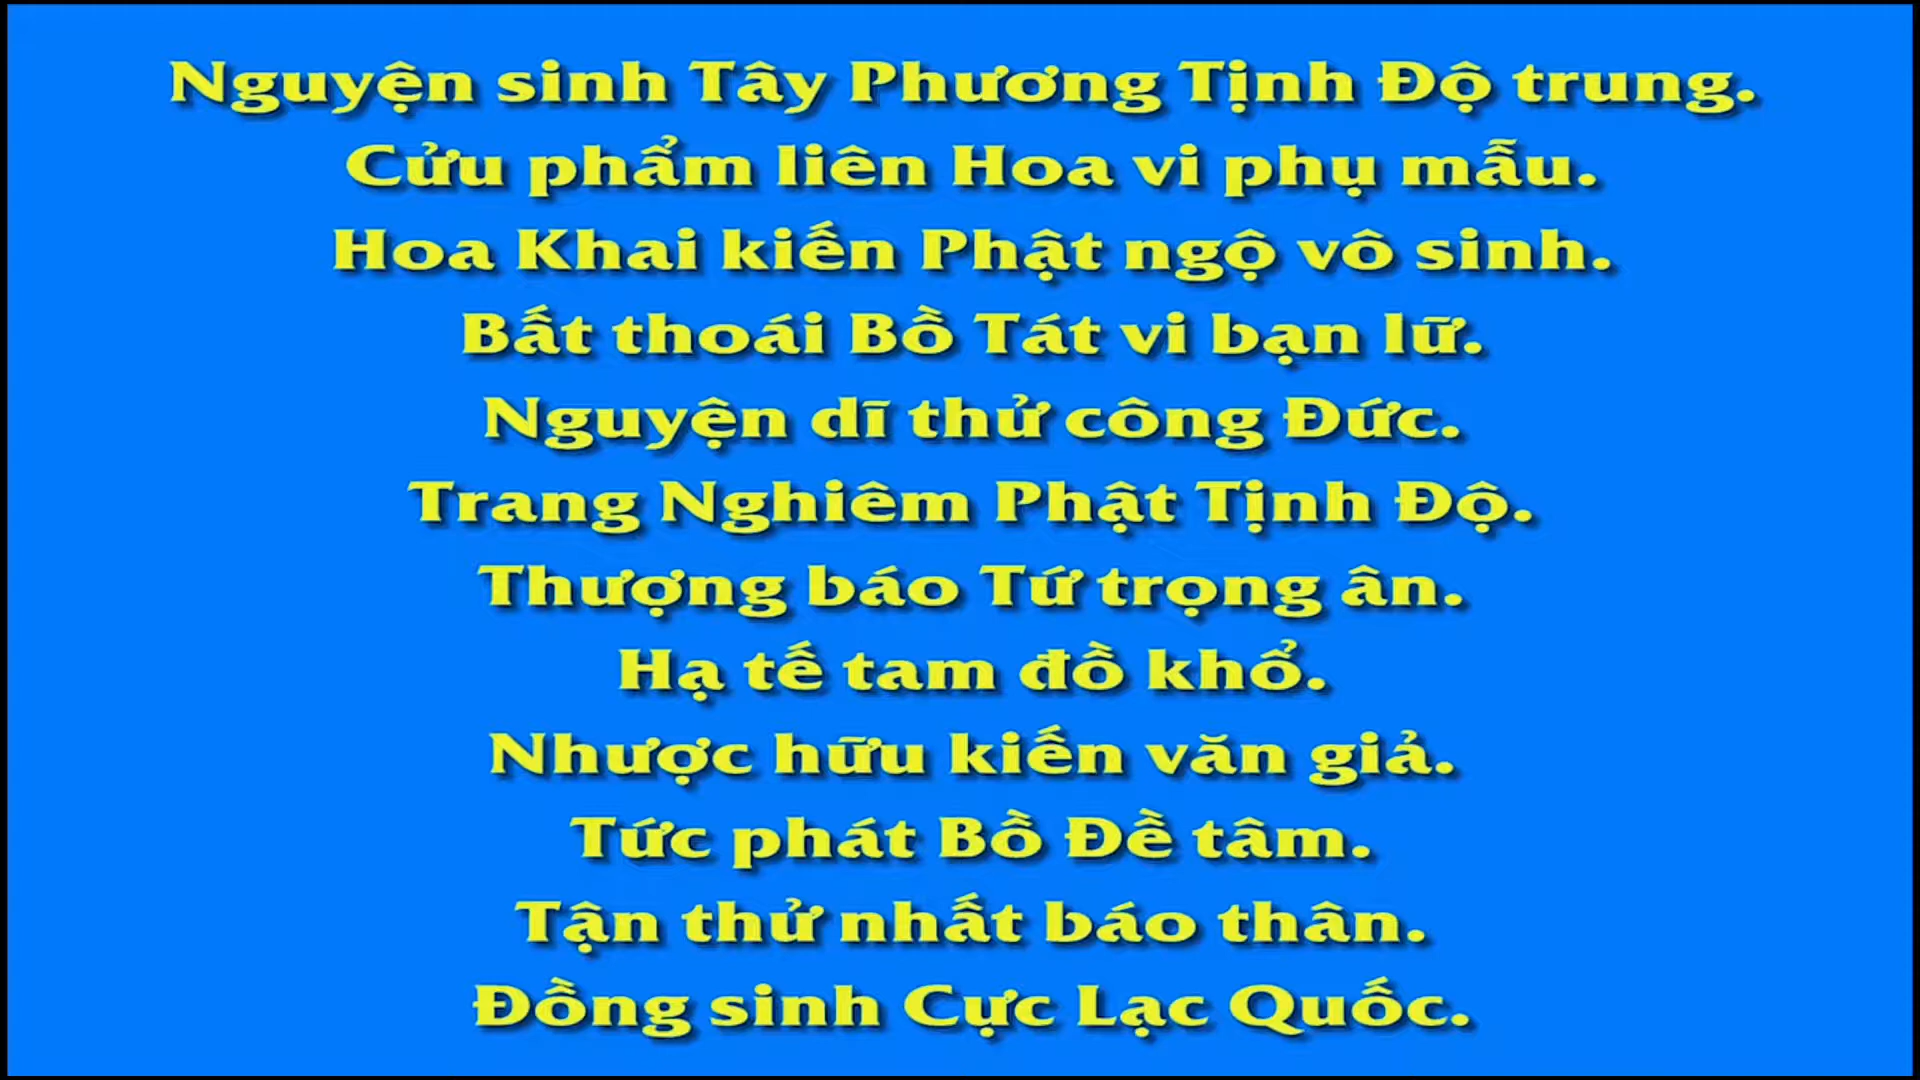 Nguyện sinh Tây Phương Tịnh Độ trung.
Cửu phẩm liên Hoa vi phụ mẫu.
Hoa Khai kiến Phật ngộ vô sinh.
Bất thoái Bồ Tát vi bạn lữ.
Nguyện dĩ thử công Đức.
Trang Nghiêm Phật Tịnh Độ.
Thượng báo Tứ trọng ân.
Hạ tế tam đồ khổ.
Nhược hữu kiến văn giả.
Tức phát Bồ Đề tâm.
Tận thử nhất báo thân.
Đồng sinh Cực Lạc Quốc.